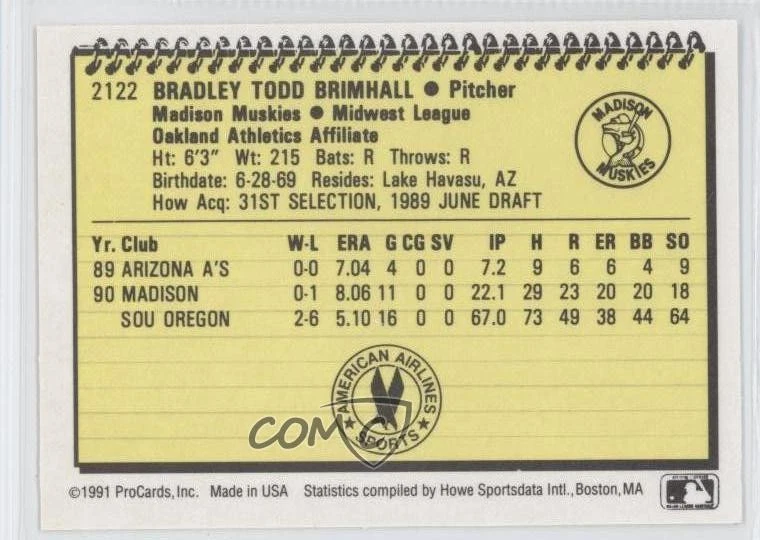 2122 BRADLEY TODD BRIMHALL ● Pitcher
Madison Muskies ● Midwest League
Oakland Athletics Affiliate
Ht: 6'3" Wt: 215 Bats: R Throws: R
Birthdate: 6-28-69 Resides: Lake Havasu, AZ
How Acq: 31ST SELECTION, 1989 JUNE DRAFT
MADISON
MUSKIES
Yr. Club W-L ERA G CG SV IP H R ER BB SO
89 ARIZONA A'S 0-0 7.04 4 0 0 7.2 9 6 6 4 9
90 MADISON 0-1 8.06 11 0 0 22.1 29 23 20 20 18
SOU OREGON 2-6 5.10 16 0 0 67.0 73 49 38 44 64
AMERICAN AIRLINES
SPORTS
COMC
©1991 ProCards, Inc. Made in USA Statistics compiled by Howe Sportsdata Intl., Boston, MA